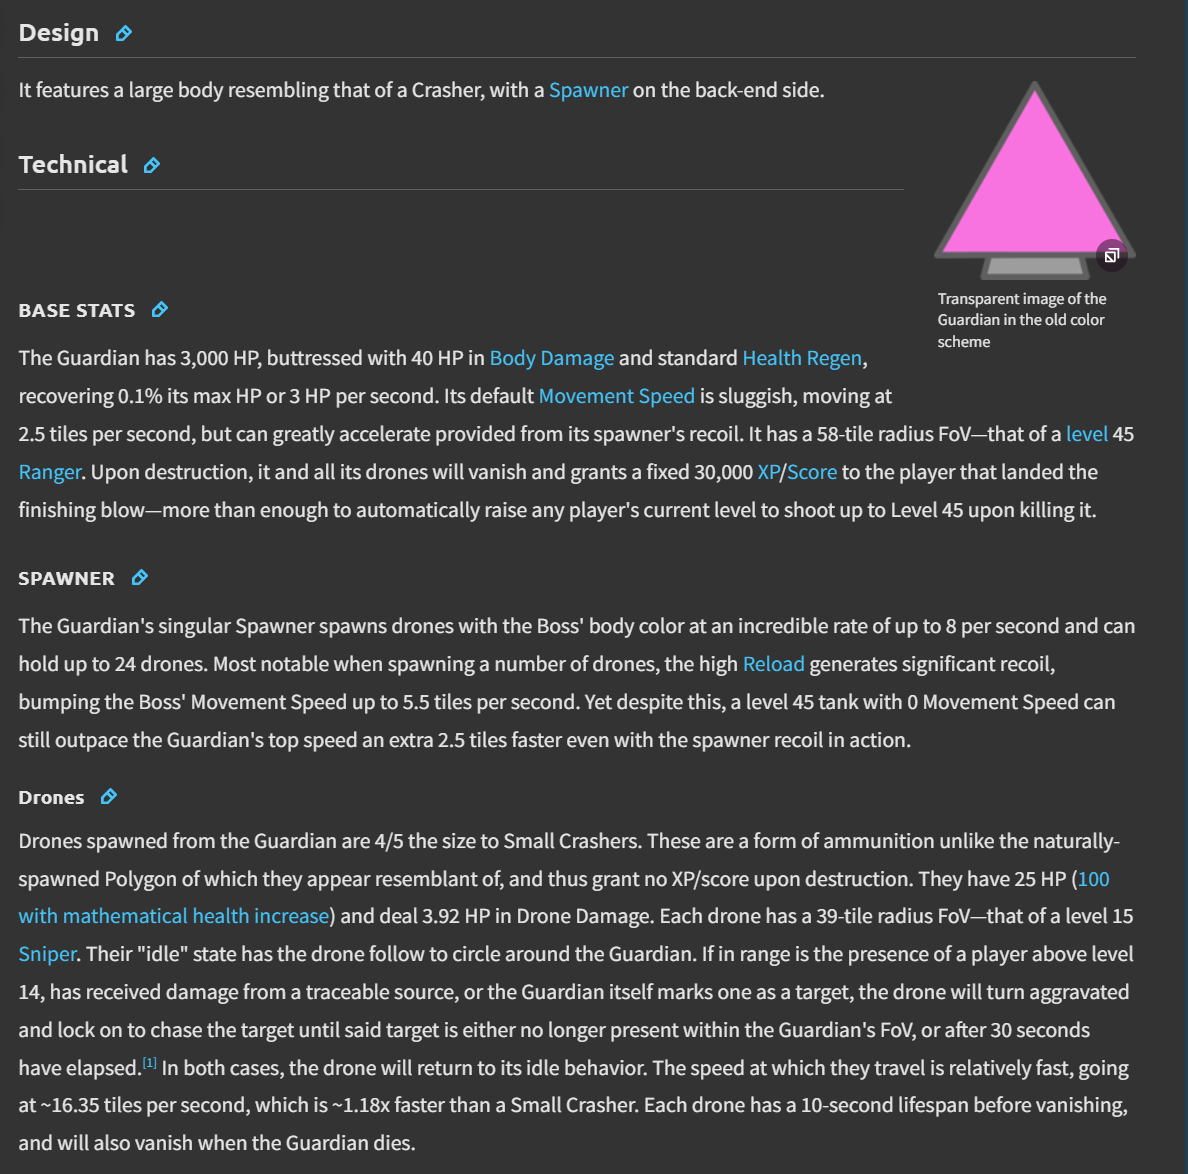 Design
It features a large body resembling that of a Crasher, with a Spawner on the back-end side.
Technical
Transparent image of the
Guardian in the old color
scheme
BASE STATS
The Guardian has 3,000 HP, buttressed with 40 HP in Body Damage and standard Health Regen,
recovering 0.1% its max HP or 3 HP per second. Its default Movement Speed is sluggish, moving at
2.5 tiles per second, but can greatly accelerate provided from its spawner's recoil. It has a 58-tile radius FoV—that of a level 45
Ranger. Upon destruction, it and all its drones will vanish and grants a fixed 30,000 XP/Score to the player that landed the
finishing blow—more than enough to automatically raise any player's current level to shoot up to Level 45 upon killing it.
SPAWNER
The Guardian's singular Spawner spawns drones with the Boss' body color at an incredible rate of up to 8 per second and can
hold up to 24 drones. Most notable when spawning a number of drones, the high Reload generates significant recoil,
bumping the Boss' Movement Speed up to 5.5 tiles per second. Yet despite this, a level 45 tank with 0 Movement Speed can
still outpace the Guardian's top speed an extra 2.5 tiles faster even with the spawner recoil in action.
Drones
Drones spawned from the Guardian are 4/5 the size to Small Crashers. These are a form of ammunition unlike the naturally-
spawned Polygon of which they appear resemblant of, and thus grant no XP/score upon destruction. They have 25 HP (100
with mathematical health increase) and deal 3.92 HP in Drone Damage. Each drone has a 39-tile radius FoV—that of a level 15
Sniper. Their "idle" state has the drone follow to circle around the Guardian. If in range is the presence of a player above level
14, has received damage from a traceable source, or the Guardian itself marks one as a target, the drone will turn aggravated
and lock on to chase the target until said target is either no longer present within the Guardian's FoV, or after 30 seconds
have elapsed.[1] In both cases, the drone will return to its idle behavior. The speed at which they travel is relatively fast, going
at ~16.35 tiles per second, which is ~1.18x faster than a Small Crasher. Each drone has a 10-second lifespan before vanishing,
and will also vanish when the Guardian dies.